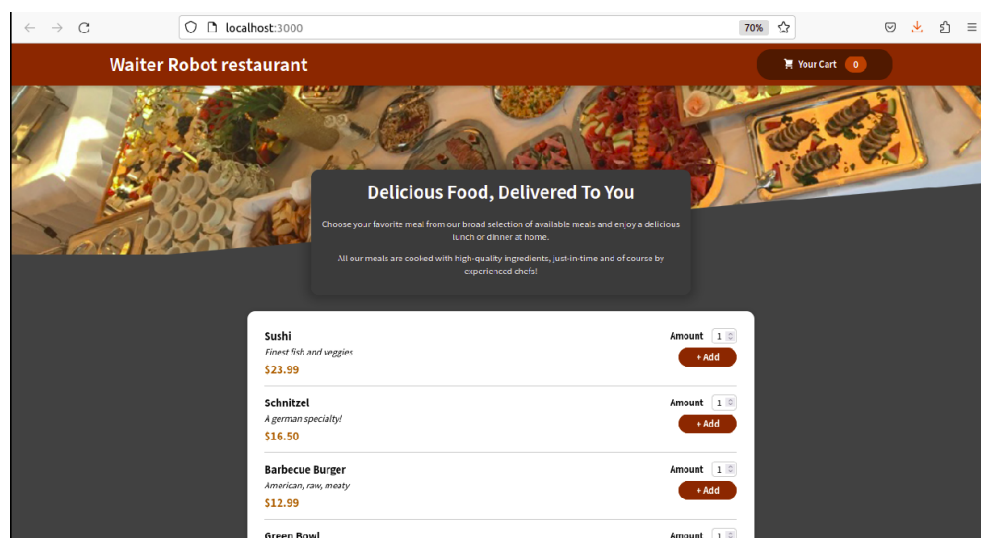 localhost:3000
70%
Waiter Robot restaurant
Your Cart 0
Delicious Food, Delivered To You
Choose your favorite meal from our broad selection of available meals and enjoy a delicious
lunch or dinner at home.
All our meals are cooked with high-quality ingredients, just-in-time and of course by
experienced chefs!
Sushi
Amount 1
Finest fish and veggies
+ Add
$23.99
Schnitzel
Amount 1
A german specialty!
+ Add
$16.50
Barbecue Burger
Amount 1
American, raw, meaty
+ Add
$12.99
Green Bowl
Amount 1